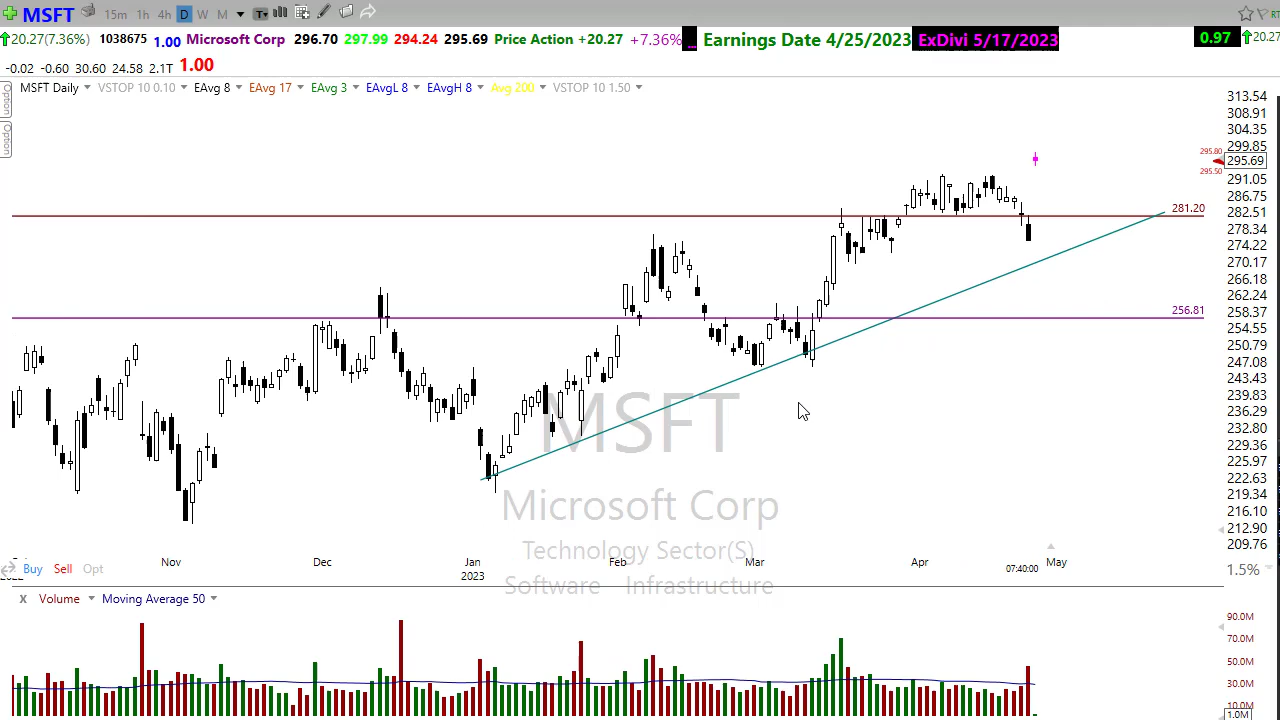 MSFT 15m 1h 4h D W M
20.27(7.36%) 1038675 1.00 Microsoft Corp 296.70 297.99 294.24 295.69 Price Action +20.27 +7.36% ... Earnings Date 4/25/2023 ExDivi 5/17/2023 0.97 20.27
-0.02 -0.60 30.60 24.58 2.1T 1.00
Option
Option
MSFT Daily VSTOP 10 0.10 EAvg 8 EAvg 17 EAvg 3 EAvgL 8 EAvgH 8 Avg 200 VSTOP 10 1.50
313.54
308.91
304.35
299.85
295.80
295.69
295.50
291.05
286.75
281.20
282.51
278.34
274.22
270.17
266.18
262.24
256.81
258.37
254.55
250.79
247.08
243.43
239.83
236.29
232.80
229.36
225.97
222.63
219.34
216.10
212.90
209.76
MSFT
Microsoft Corp
Technology Sector(S)
Software Infrastructure
Nov Dec Jan Feb Mar Apr May
2023
07:40:00
Buy Sell Opt
1.5%
X Volume Moving Average 50
90.0M
70.0M
50.0M
30.0M
10.0M
1.0M